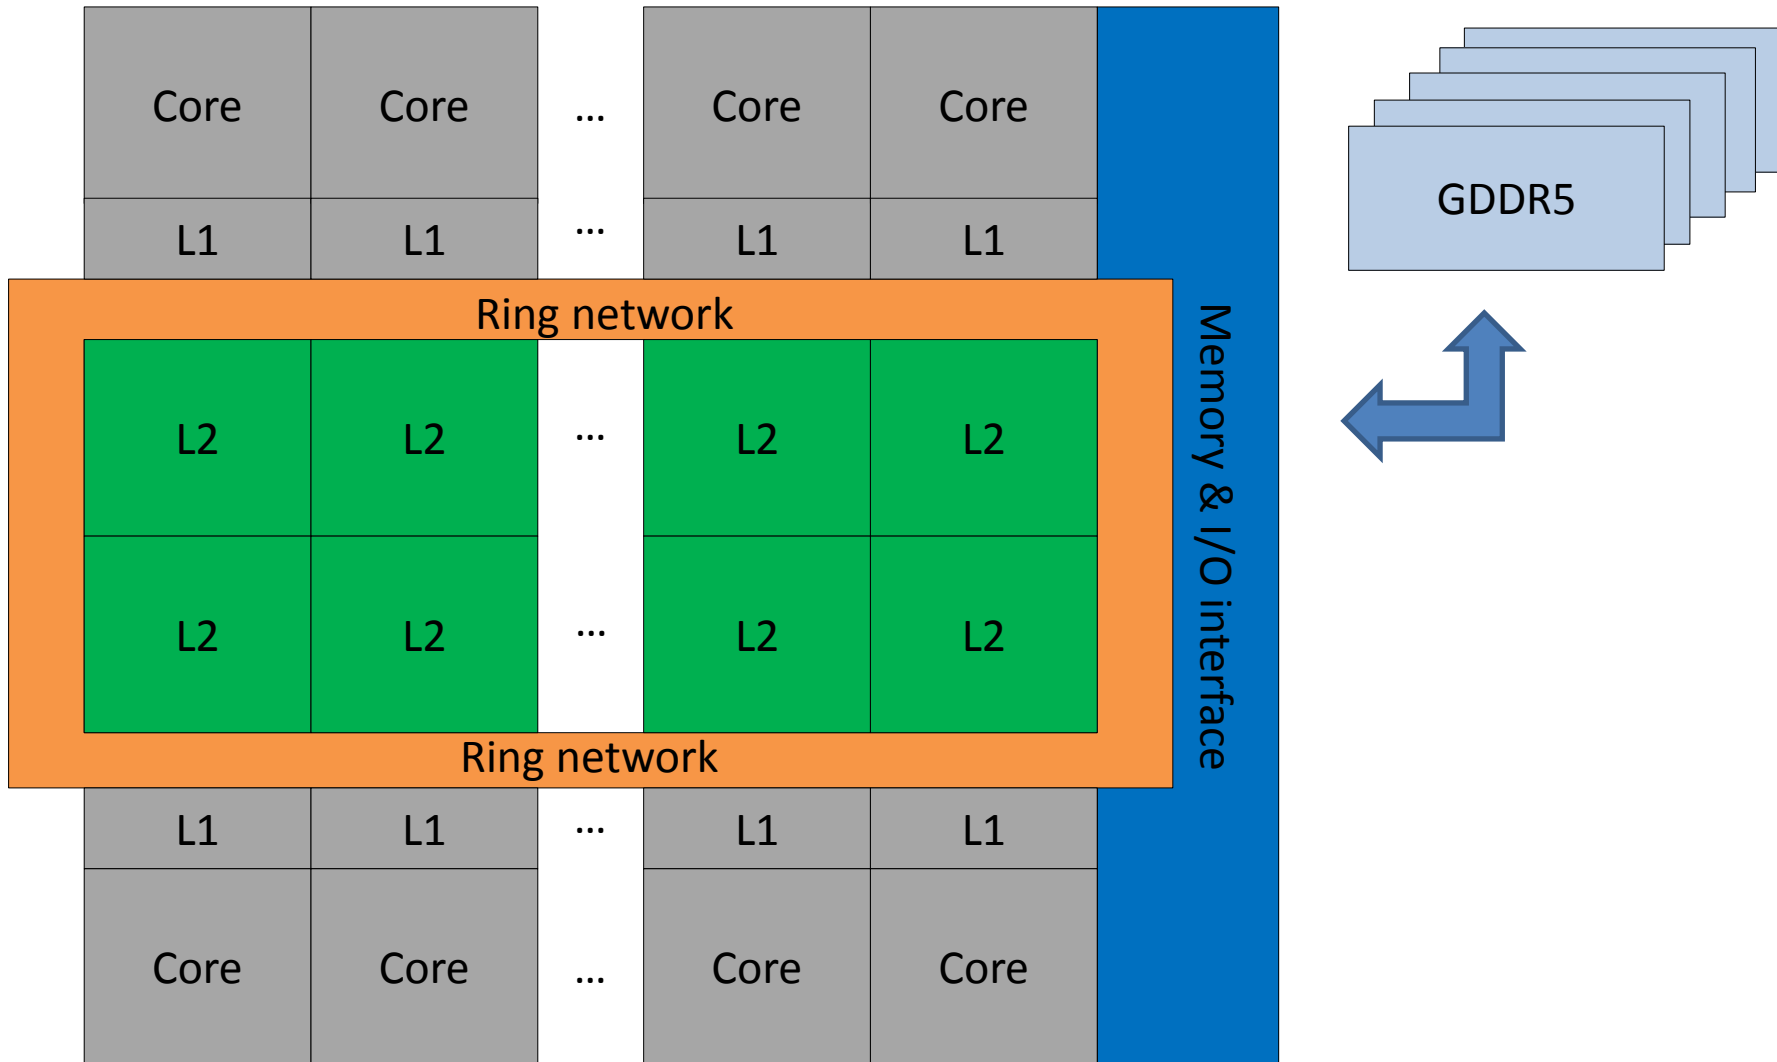 Core Core ... Core Core
L1 L1 ... L1 L1
Ring network
L2 L2 ... L2 L2
L2 L2 ... L2 L2
Ring network
L1 L1 ... L1 L1
Core Core ... Core Core
Memory & I/O interface
GDDR5